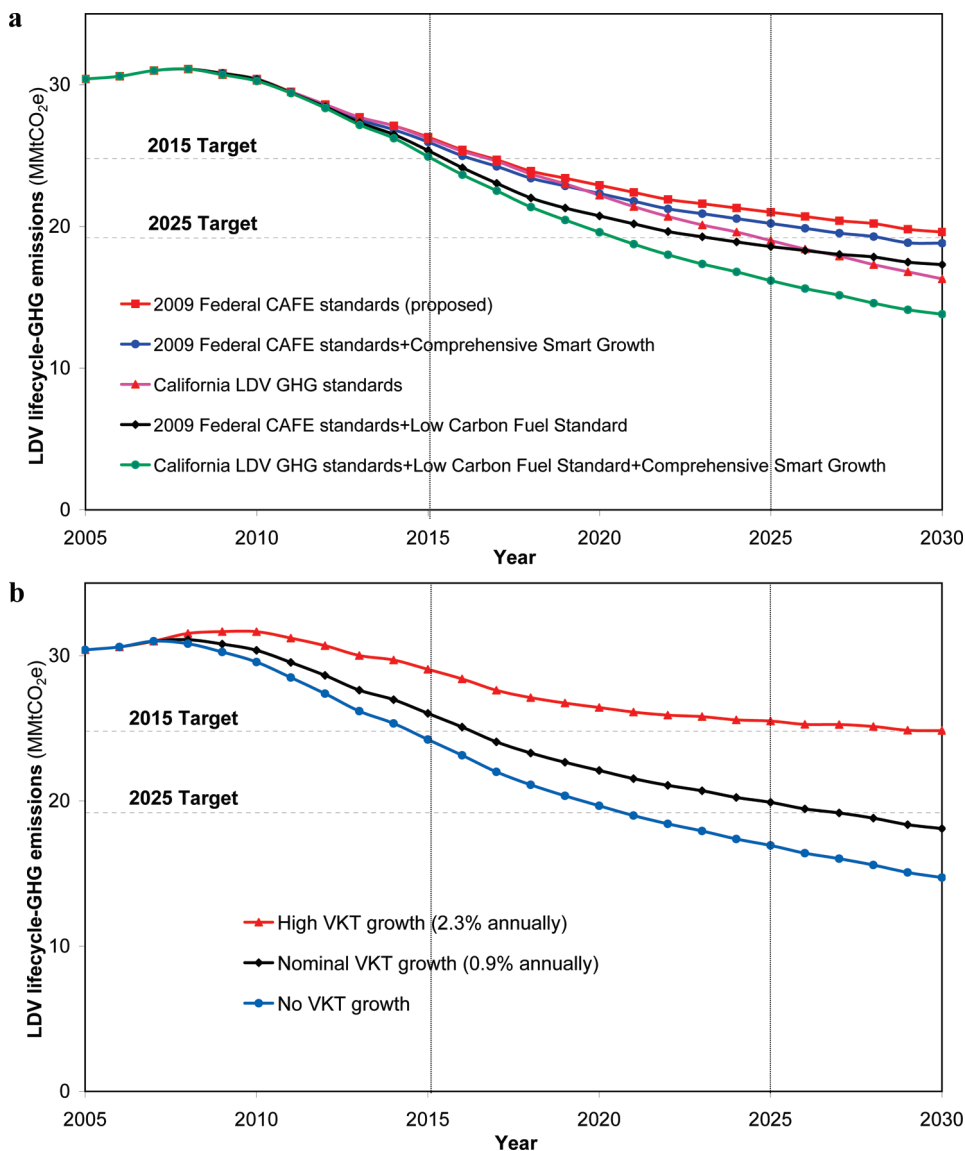 a
LDV lifecycle-GHG emissions (MMtCO₂e)
30
20
10
0
2015 Target
2025 Target
2009 Federal CAFE standards (proposed)
2009 Federal CAFE standards+Comprehensive Smart Growth
California LDV GHG standards
2009 Federal CAFE standards+Low Carbon Fuel Standard
California LDV GHG standards+Low Carbon Fuel Standard+Comprehensive Smart Growth
2005 2010 2015 2020 2025 2030
Year
b
LDV lifecycle-GHG emissions (MMtCO₂e)
30
20
10
0
2015 Target
2025 Target
High VKT growth (2.3% annually)
Nominal VKT growth (0.9% annually)
No VKT growth
2005 2010 2015 2020 2025 2030
Year